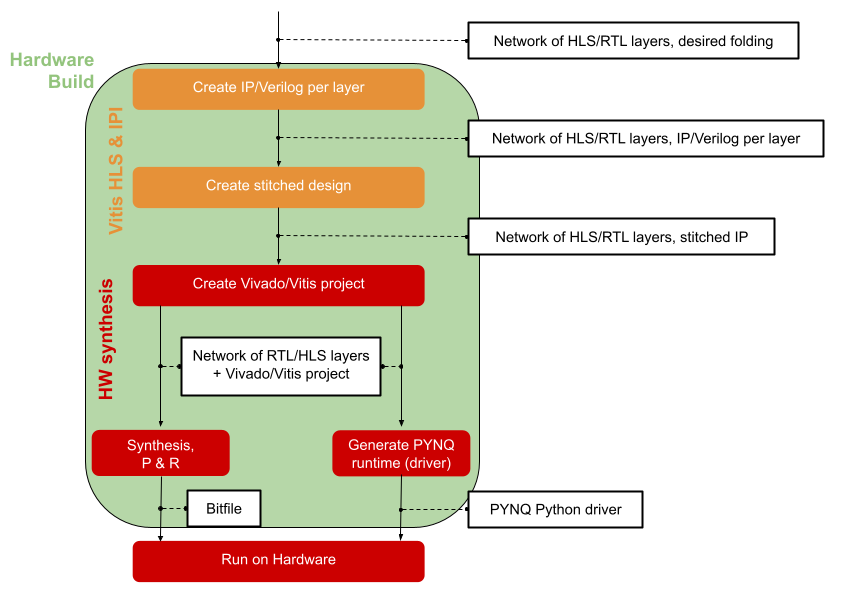 Network of HLS/RTL layers, desired folding
Hardware
Build
Create IP/Verilog per layer
Vitis HLS & IPI
Network of HLS/RTL layers, IP/Verilog per layer
Create stitched design
Network of HLS/RTL layers, stitched IP
Create Vivado/Vitis project
HW synthesis
Network of RTL/HLS layers
+ Vivado/Vitis project
Synthesis,
P & R
Generate PYNQ
runtime (driver)
Bitfile
PYNQ Python driver
Run on Hardware